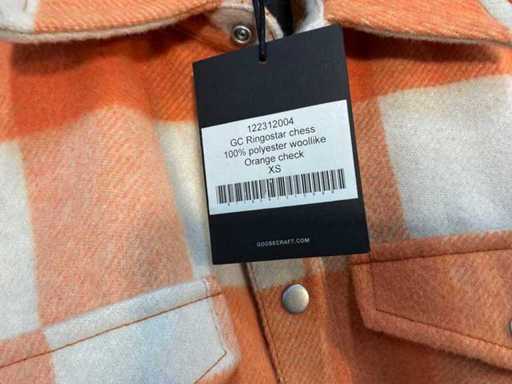 122312004
GC Ringostar chess
100% polyester woollike
Orange check
XS
GOOSECRAFT.COM